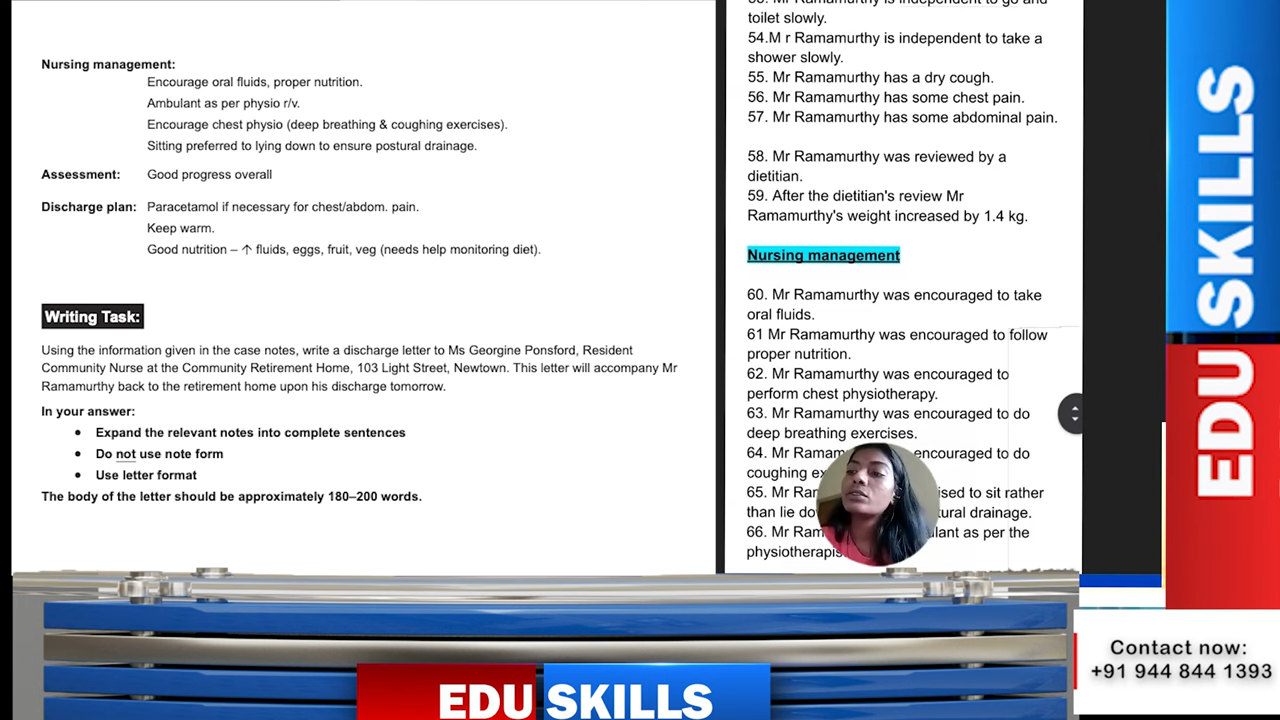 Nursing management:
Encourage oral fluids, proper nutrition.
Ambulant as per physio r/v.
Encourage chest physio (deep breathing & coughing exercises).
Sitting preferred to lying down to ensure postural drainage.
Assessment: Good progress overall
Discharge plan: Paracetamol if necessary for chest/abdom. pain.
Keep warm.
Good nutrition – ↑ fluids, eggs, fruit, veg (needs help monitoring diet).
Writing Task:
Using the information given in the case notes, write a discharge letter to Ms Georgine Ponsford, Resident
Community Nurse at the Community Retirement Home, 103 Light Street, Newtown. This letter will accompany Mr
Ramamurthy back to the retirement home upon his discharge tomorrow.
In your answer:
• Expand the relevant notes into complete sentences
• Do not use note form
• Use letter format
The body of the letter should be approximately 180–200 words.
Mr Ramamurthy is independent to go and
toilet slowly.
54.M r Ramamurthy is independent to take a
shower slowly.
55. Mr Ramamurthy has a dry cough.
56. Mr Ramamurthy has some chest pain.
57. Mr Ramamurthy has some abdominal pain.
58. Mr Ramamurthy was reviewed by a
dietitian.
59. After the dietitian's review Mr
Ramamurthy's weight increased by 1.4 kg.
Nursing management
60. Mr Ramamurthy was encouraged to take
oral fluids.
61 Mr Ramamurthy was encouraged to follow
proper nutrition.
62. Mr Ramamurthy was encouraged to
perform chest physiotherapy.
63. Mr Ramamurthy was encouraged to do
deep breathing exercises.
64. Mr encouraged to do
coughing
65. Mr to sit rather
than lie drainage.
66. Mr as per the
EDU SKILLS
EDU SKILLS
Contact now:
+91 944 844 1393